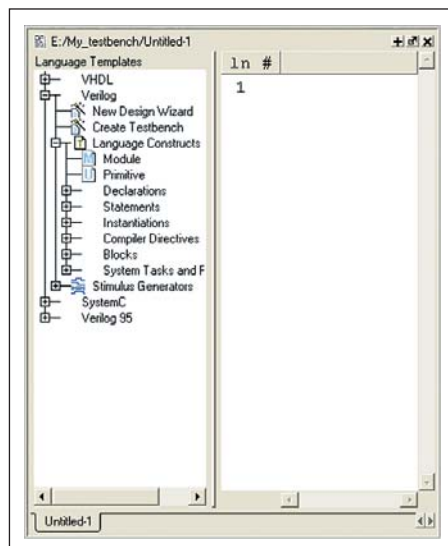 E:/My_testbench/Untitled-1
Language Templates
VHDL
Verilog
New Design Wizard
Create Testbench
Language Constructs
Module
Primitive
Declarations
Statements
Instantiations
Compiler Directives
Blocks
System Tasks and F
Stimulus Generators
SystemC
Verilog 95
ln #
1
Untitled-1